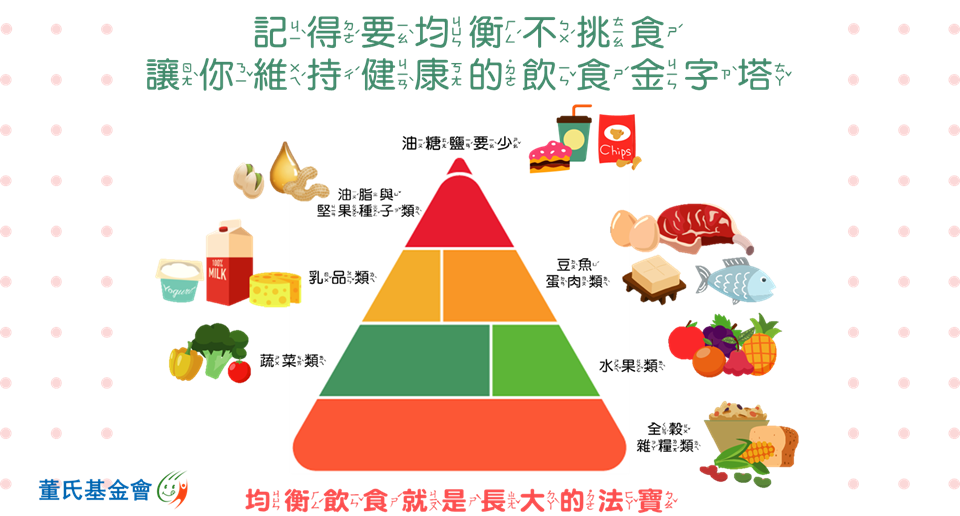 記得要均衡不挑食
讓你維持健康的飲食金字塔
油糖鹽要少
Chips
油脂與
堅果種子類
100%
MILK
Yogurt
乳品類
豆魚
蛋肉類
蔬菜類
水果類
全穀
雜糧類
董氏基金會
均衡飲食就是長大的法寶